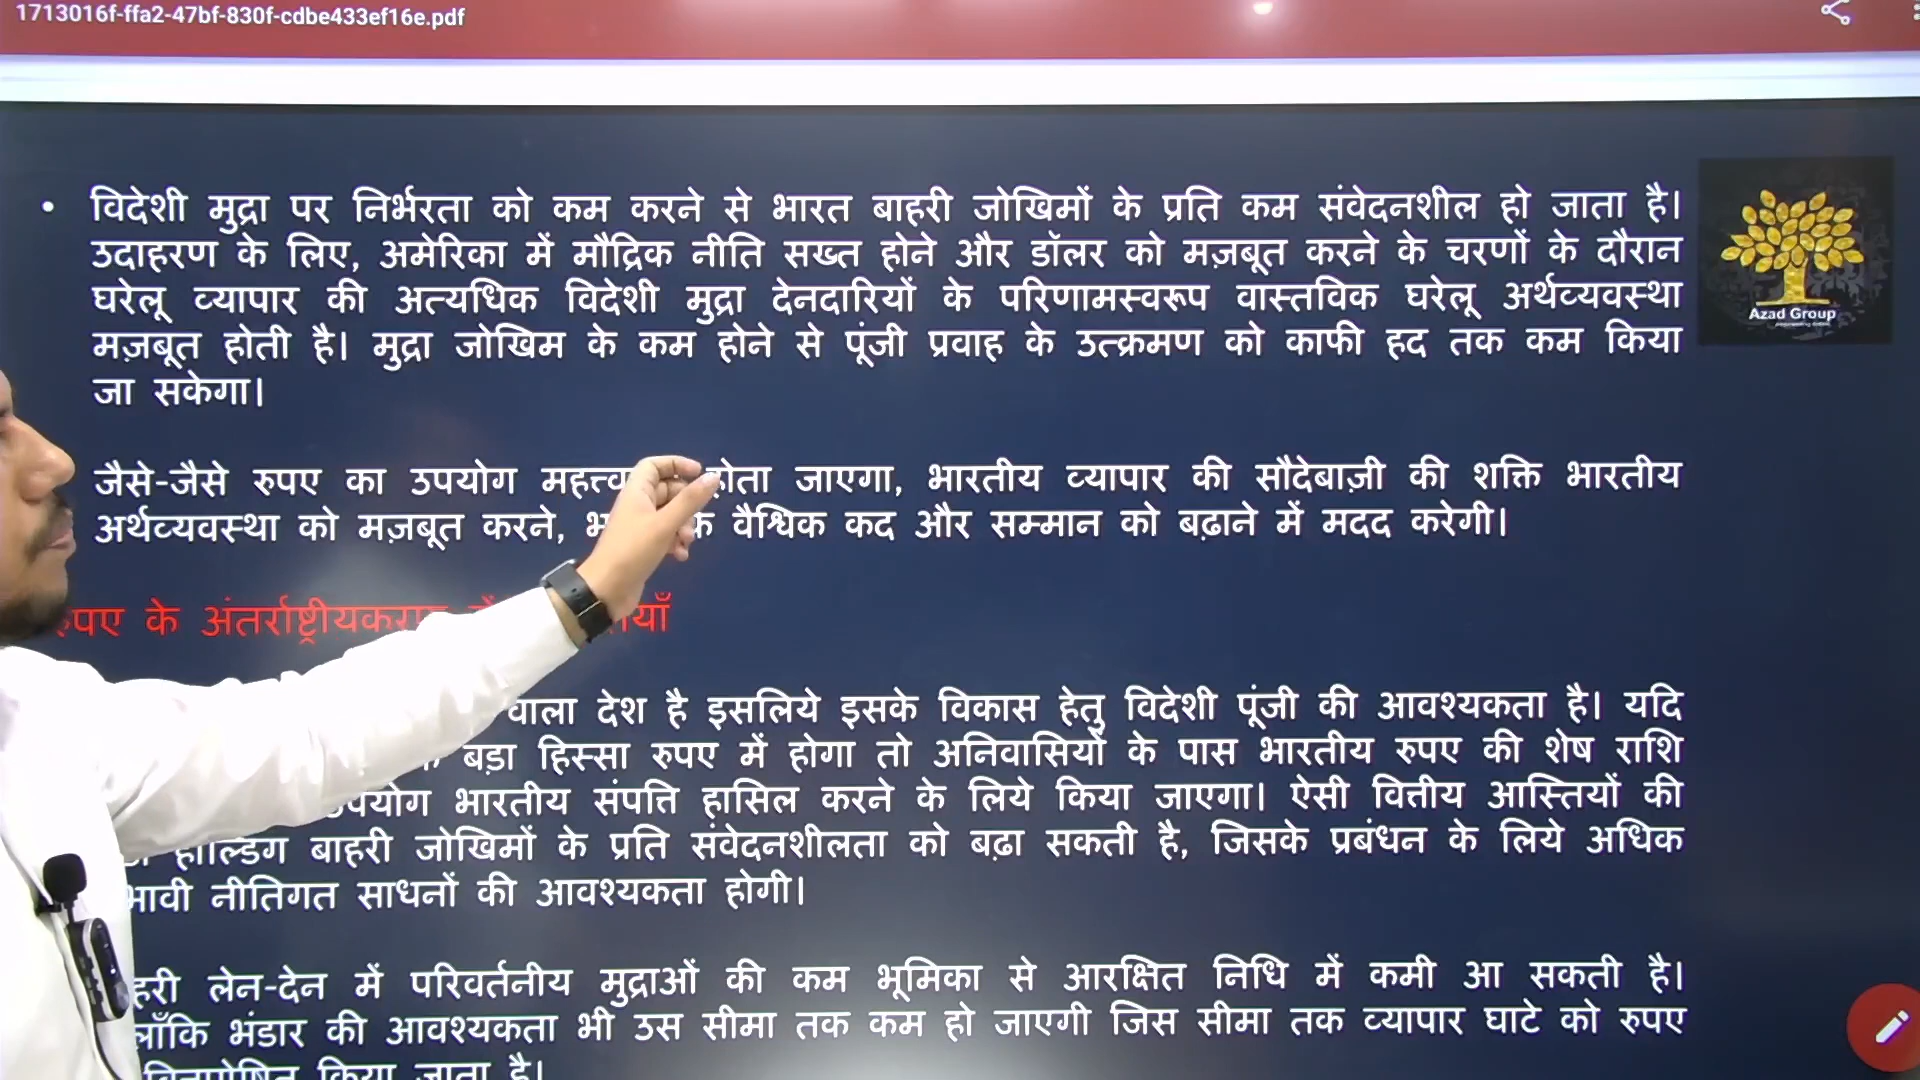 1713016f-ffa2-47bf-830f-cdbe433ef16e.pdf
• विदेशी मुद्रा पर निर्भरता को कम करने से भारत बाहरी जोखिमों के प्रति कम संवेदनशील हो जाता है।
उदाहरण के लिए, अमेरिका में मौद्रिक नीति सख्त होने और डॉलर को मज़बूत करने के चरणों के दौरान
घरेलू व्यापार की अत्यधिक विदेशी मुद्रा देनदारियों के परिणामस्वरूप वास्तविक घरेलू अर्थव्यवस्था
मज़बूत होती है। मुद्रा जोखिम के कम होने से पूंजी प्रवाह के उत्क्रमण को काफी हद तक कम किया
जा सकेगा।
Azad Group
जैसे-जैसे रुपए का उपयोग होता जाएगा, भारतीय व्यापार की सौदेबाज़ी की शक्ति भारतीय
अर्थव्यवस्था को मज़बूत करने, वैश्विक कद और सम्मान को बढ़ाने में मदद करेगी।
के
वाला देश है इसलिये इसके विकास हेतु विदेशी पूंजी की आवश्यकता है। यदि
बड़ा हिस्सा रुपए में होगा तो अनिवासियों के पास भारतीय रुपए की शेष राशि
भारतीय संपत्ति हासिल करने के लिये किया जाएगा। ऐसी वित्तीय आस्तियों की
होल्डिंग बाहरी जोखिमों के प्रति संवेदनशीलता को बढ़ा सकती है, जिसके प्रबंधन के लिये अधिक
नीतिगत साधनों की आवश्यकता होगी।
लेन-देन में परिवर्तनीय मुद्राओं की कम भूमिका से आरक्षित निधि में कमी आ सकती है।
भंडार की आवश्यकता भी उस सीमा तक कम हो जाएगी जिस सीमा तक व्यापार घाटे को रुपए
किया जाता है।